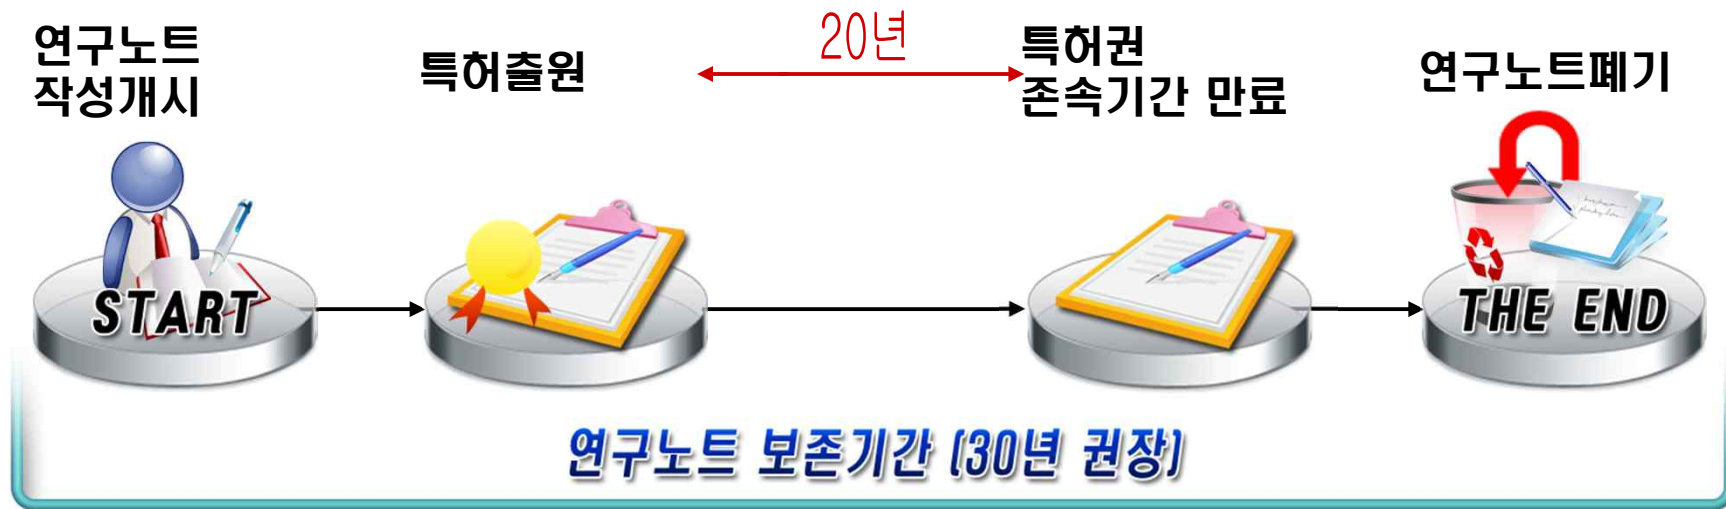 연구노트
작성개시
특허출원
20년
특허권
존속기간 만료
연구노트폐기
START
THE END
연구노트 보존기간 (30년 권장)